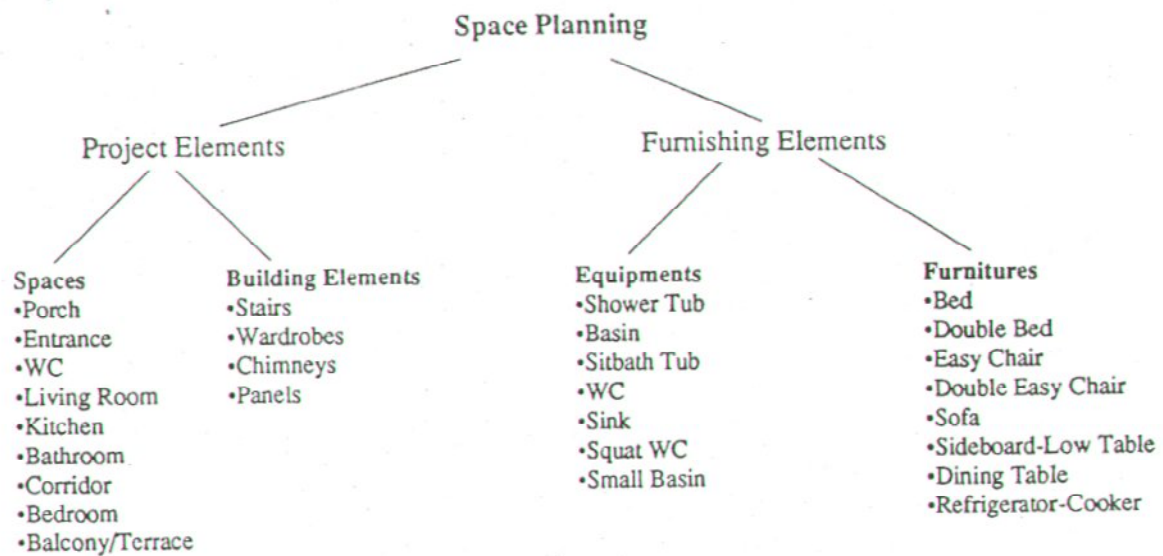 Space Planning
Project Elements
Furnishing Elements
Spaces
•Porch
•Entrance
•WC
•Living Room
•Kitchen
•Bathroom
•Corridor
•Bedroom
•Balcony/Terrace
Building Elements
•Stairs
•Wardrobes
•Chimneys
•Panels
Equipments
•Shower Tub
•Basin
•Sitbath Tub
•WC
•Sink
•Squat WC
•Small Basin
Furnitures
•Bed
•Double Bed
•Easy Chair
•Double Easy Chair
•Sofa
•Sideboard-Low Table
•Dining Table
•Refrigerator-Cooker